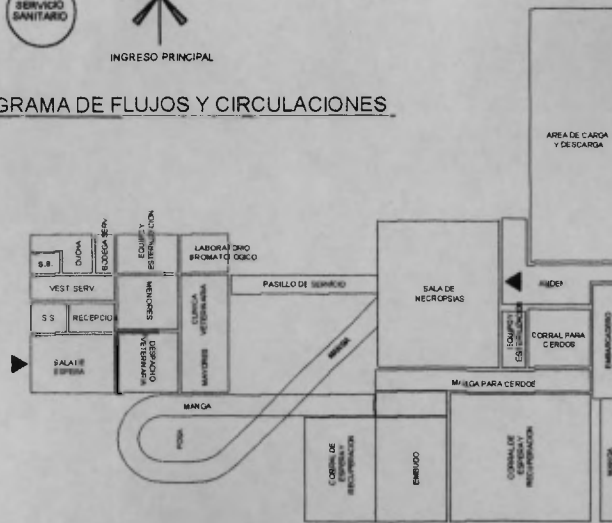 SERVICIO
SANITARIO
INGRESO PRINCIPAL
GRAMA DE FLUJOS Y CIRCULACIONES
AREA DE CARGA
Y DESCARGA
S.S.
DUCHA
BODEGA SERV.
EQUIPO Y
ESTERILIZACION
LABORATORIO
BROMATOLOGICO
VEST SERV.
S.S
RECEPCION
MENORES
CLINICA
VETERINARIA
MAYORES
SALA DE
ESPERA
DESPACHO
VETERINARIA
PASILLO DE SERVICIO
SALA DE
NECROPSIAS
ANDEN
EQUIPO Y
ESTERILIZACION
CORRAL PARA
CERDOS
EMBARCADERO
MANGA
MANGA PARA CERDOS
MANGA
FOSA
CORRAL DE
ESPERA Y
RECUPERACION
EMBUDO
CORRAL DE
ESPERA Y
RECUPERACION
MANGA